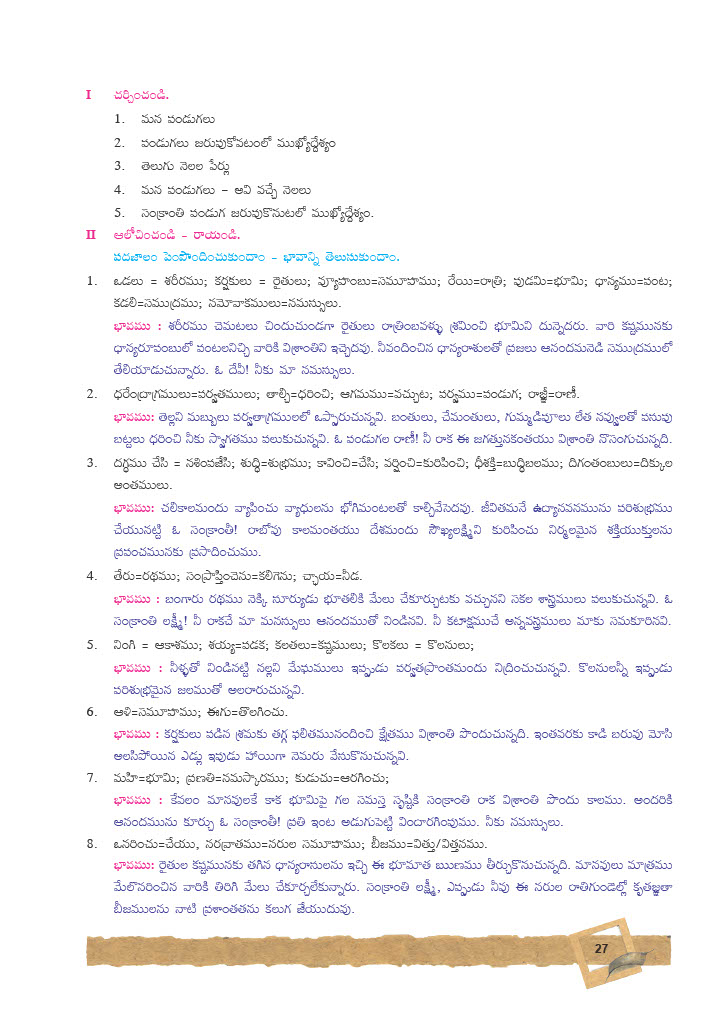 I చర్చించండి.
1. మన పండుగలు
2. పండుగలు జరుపుకోవటంలో ముఖ్యోద్దేశ్యం
3. తెలుగు నెలల పేర్లు
4. మన పండుగలు – అవి వచ్చే నెలలు
5. సంక్రాంతి పండుగ జరుపుకొనుటలో ముఖ్యోద్దేశ్యం.
II ఆలోచించండి - రాయండి.
పదజాలం పెంపొందించుకుందాం - భావాన్ని తెలుసుకుందాం.
1. ఒడలు = శరీరము; కర్షకులు = రైతులు; వ్యూహంబు=సమూహము; రేయి=రాత్రి; పుడమి=భూమి; ధాన్యము=పంట;
కడలి=సముద్రము; నమోవాకములు=నమస్సులు.
భావము : శరీరము చెమటలు చిందుచుండగా రైతులు రాత్రింబవళ్ళు శ్రమించి భూమిని దున్నెదరు. వారి కష్టమునకు
ధాన్యరూపంబులో పంటలనిచ్చి వారికి విశ్రాంతిని ఇచ్చెదవు. నీవందించిన ధాన్యరాశులతో ప్రజలు ఆనందమనెడి సముద్రములో
తేలియాడుచున్నారు. ఓ దేవీ! నీకు మా నమస్సులు.
2. ధరేంద్రాగ్రములు=పర్వతములు; తాల్చి=ధరించి; ఆగమము=వచ్చుట; పర్వము=పండుగ; రాజ్ఞీ=రాణీ.
భావము: తెల్లని మబ్బులు పర్వతాగ్రములలో ఒప్పారుచున్నవి. బంతులు, చేమంతులు, గుమ్మడిపూలు లేత నవ్వులతో పసుపు
బట్టలు ధరించి నీకు స్వాగతము పలుకుచున్నవి. ఓ పండుగల రాణీ! నీ రాక ఈ జగత్తునకంతయు విశ్రాంతి నొసంగుచున్నది.
3. దగ్ధము చేసి = నశింపజేసి; శుద్ధి=శుభ్రము; కావించి=చేసి; వర్షించి=కురిపించి; ధీశక్తి=బుద్ధిబలము; దిగంతంబులు=దిక్కుల
అంతములు.
భావము: చలికాలమందు వ్యాపించు వ్యాధులను భోగిమంటలతో కాల్చివేసెదవు. జీవితమనే ఉద్యానవనమును పరిశుభ్రము
చేయునట్టి ఓ సంక్రాంతీ! రాబోవు కాలమంతయు దేశమందు సౌఖ్యలక్ష్మిని కురిపించు నిర్మలమైన శక్తియుక్తులను
ప్రపంచమునకు ప్రసాదించుము.
4. తేరు=రథము; సంప్రాప్తించెను=కలిగెను; చ్ఛాయ=నీడ.
భావము : బంగారు రథము నెక్కి సూర్యుడు భూతలికి మేలు చేకూర్చుటకు వచ్చునని సకల శాస్త్రములు పలుకుచున్నవి. ఓ
సంక్రాంతి లక్ష్మీ! నీ రాకచే మా మనస్సులు ఆనందముతో నిండినవి. నీ కటాక్షముచే అన్నవస్త్రములు మాకు సమకూరినవి.
5. నింగి = ఆకాశము; శయ్య=పడక; కలతలు=కష్టములు; కొలకలు = కొలనులు;
భావము : నీళ్ళతో నిండినట్టి నల్లని మేఘములు ఇప్పుడు పర్వతప్రాంతమందు నిద్రించుచున్నవి. కొలనులన్నీ ఇప్పుడు
పరిశుభ్రమైన జలముతో అలరారుచున్నవి.
6. ఆళి=సమూహము; ఈగు=తొలగించు.
భావము : కర్షకులు పడిన శ్రమకు తగ్గ ఫలితమునందించి క్షేత్రము విశ్రాంతి పొందుచున్నది. ఇంతవరకు కాడి బరువు మోసి
అలసిపోయిన ఎడ్లు ఇపుడు హాయిగా నెమరు వేసుకొనుచున్నవి.
7. మహి=భూమి; ప్రణతి=నమస్కారము; కుడుచు=ఆరగించు;
భావము : కేవలం మానవులకే కాక భూమిపై గల సమస్త సృష్టికి సంక్రాంతి రాక విశ్రాంతి పొందు కాలము. అందరికి
ఆనందమును కూర్చు ఓ సంక్రాంతీ! ప్రతి ఇంట అడుగుపెట్టి విందారగింపుము. నీకు నమస్సులు.
8. ఒనరించు=చేయు, నరవ్రాతము=నరుల సమూహము; బీజము=విత్తు/విత్తనము.
భావము: రైతుల కష్టమునకు తగిన ధాన్యరాసులను ఇచ్చి ఈ భూమాత ఋణము తీర్చుకొనుచున్నది. మానవులు మాత్రము
మేలొనరించిన వారికి తిరిగి మేలు చేకూర్చలేకున్నారు. సంక్రాంతి లక్ష్మీ, ఎప్పుడు నీవు ఈ నరుల రాతిగుండెల్లో కృతజ్ఞతా
బీజములను నాటి ప్రశాంతతను కలుగ జేయుదువు.
27